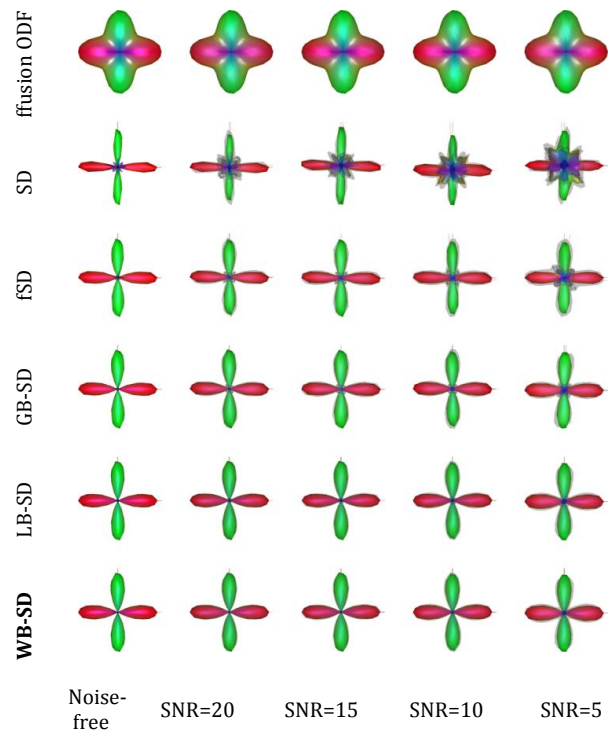 ffusion ODF
SD
fSD
GB-SD
LB-SD
WB-SD
Noise-
free
SNR=20
SNR=15
SNR=10
SNR=5